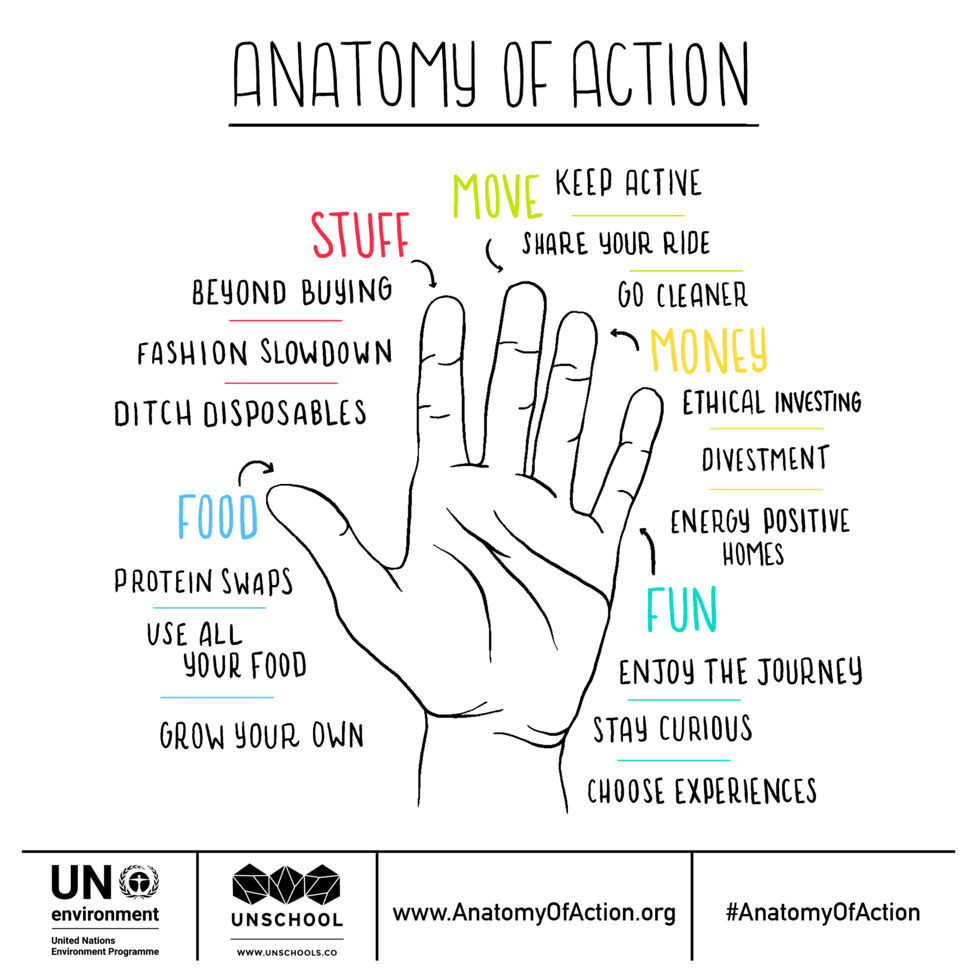 ANATOMY OF ACTION
MOVE
KEEP ACTIVE
SHARE YOUR RIDE
GO CLEANER
STUFF
BEYOND BUYING
FASHION SLOWDOWN
DITCH DISPOSABLES
MONEY
ETHICAL INVESTING
DIVESTMENT
ENERGY POSITIVE
HOMES
FOOD
PROTEIN SWAPS
USE ALL
YOUR FOOD
GROW YOUR OWN
FUN
ENJOY THE JOURNEY
STAY CURIOUS
CHOOSE EXPERIENCES
UN
environment
United Nations
Environment Programme
UNSCHOOL
WWW.UNSCHOOLS.CO
www.AnatomyOfAction.org
#AnatomyOfAction